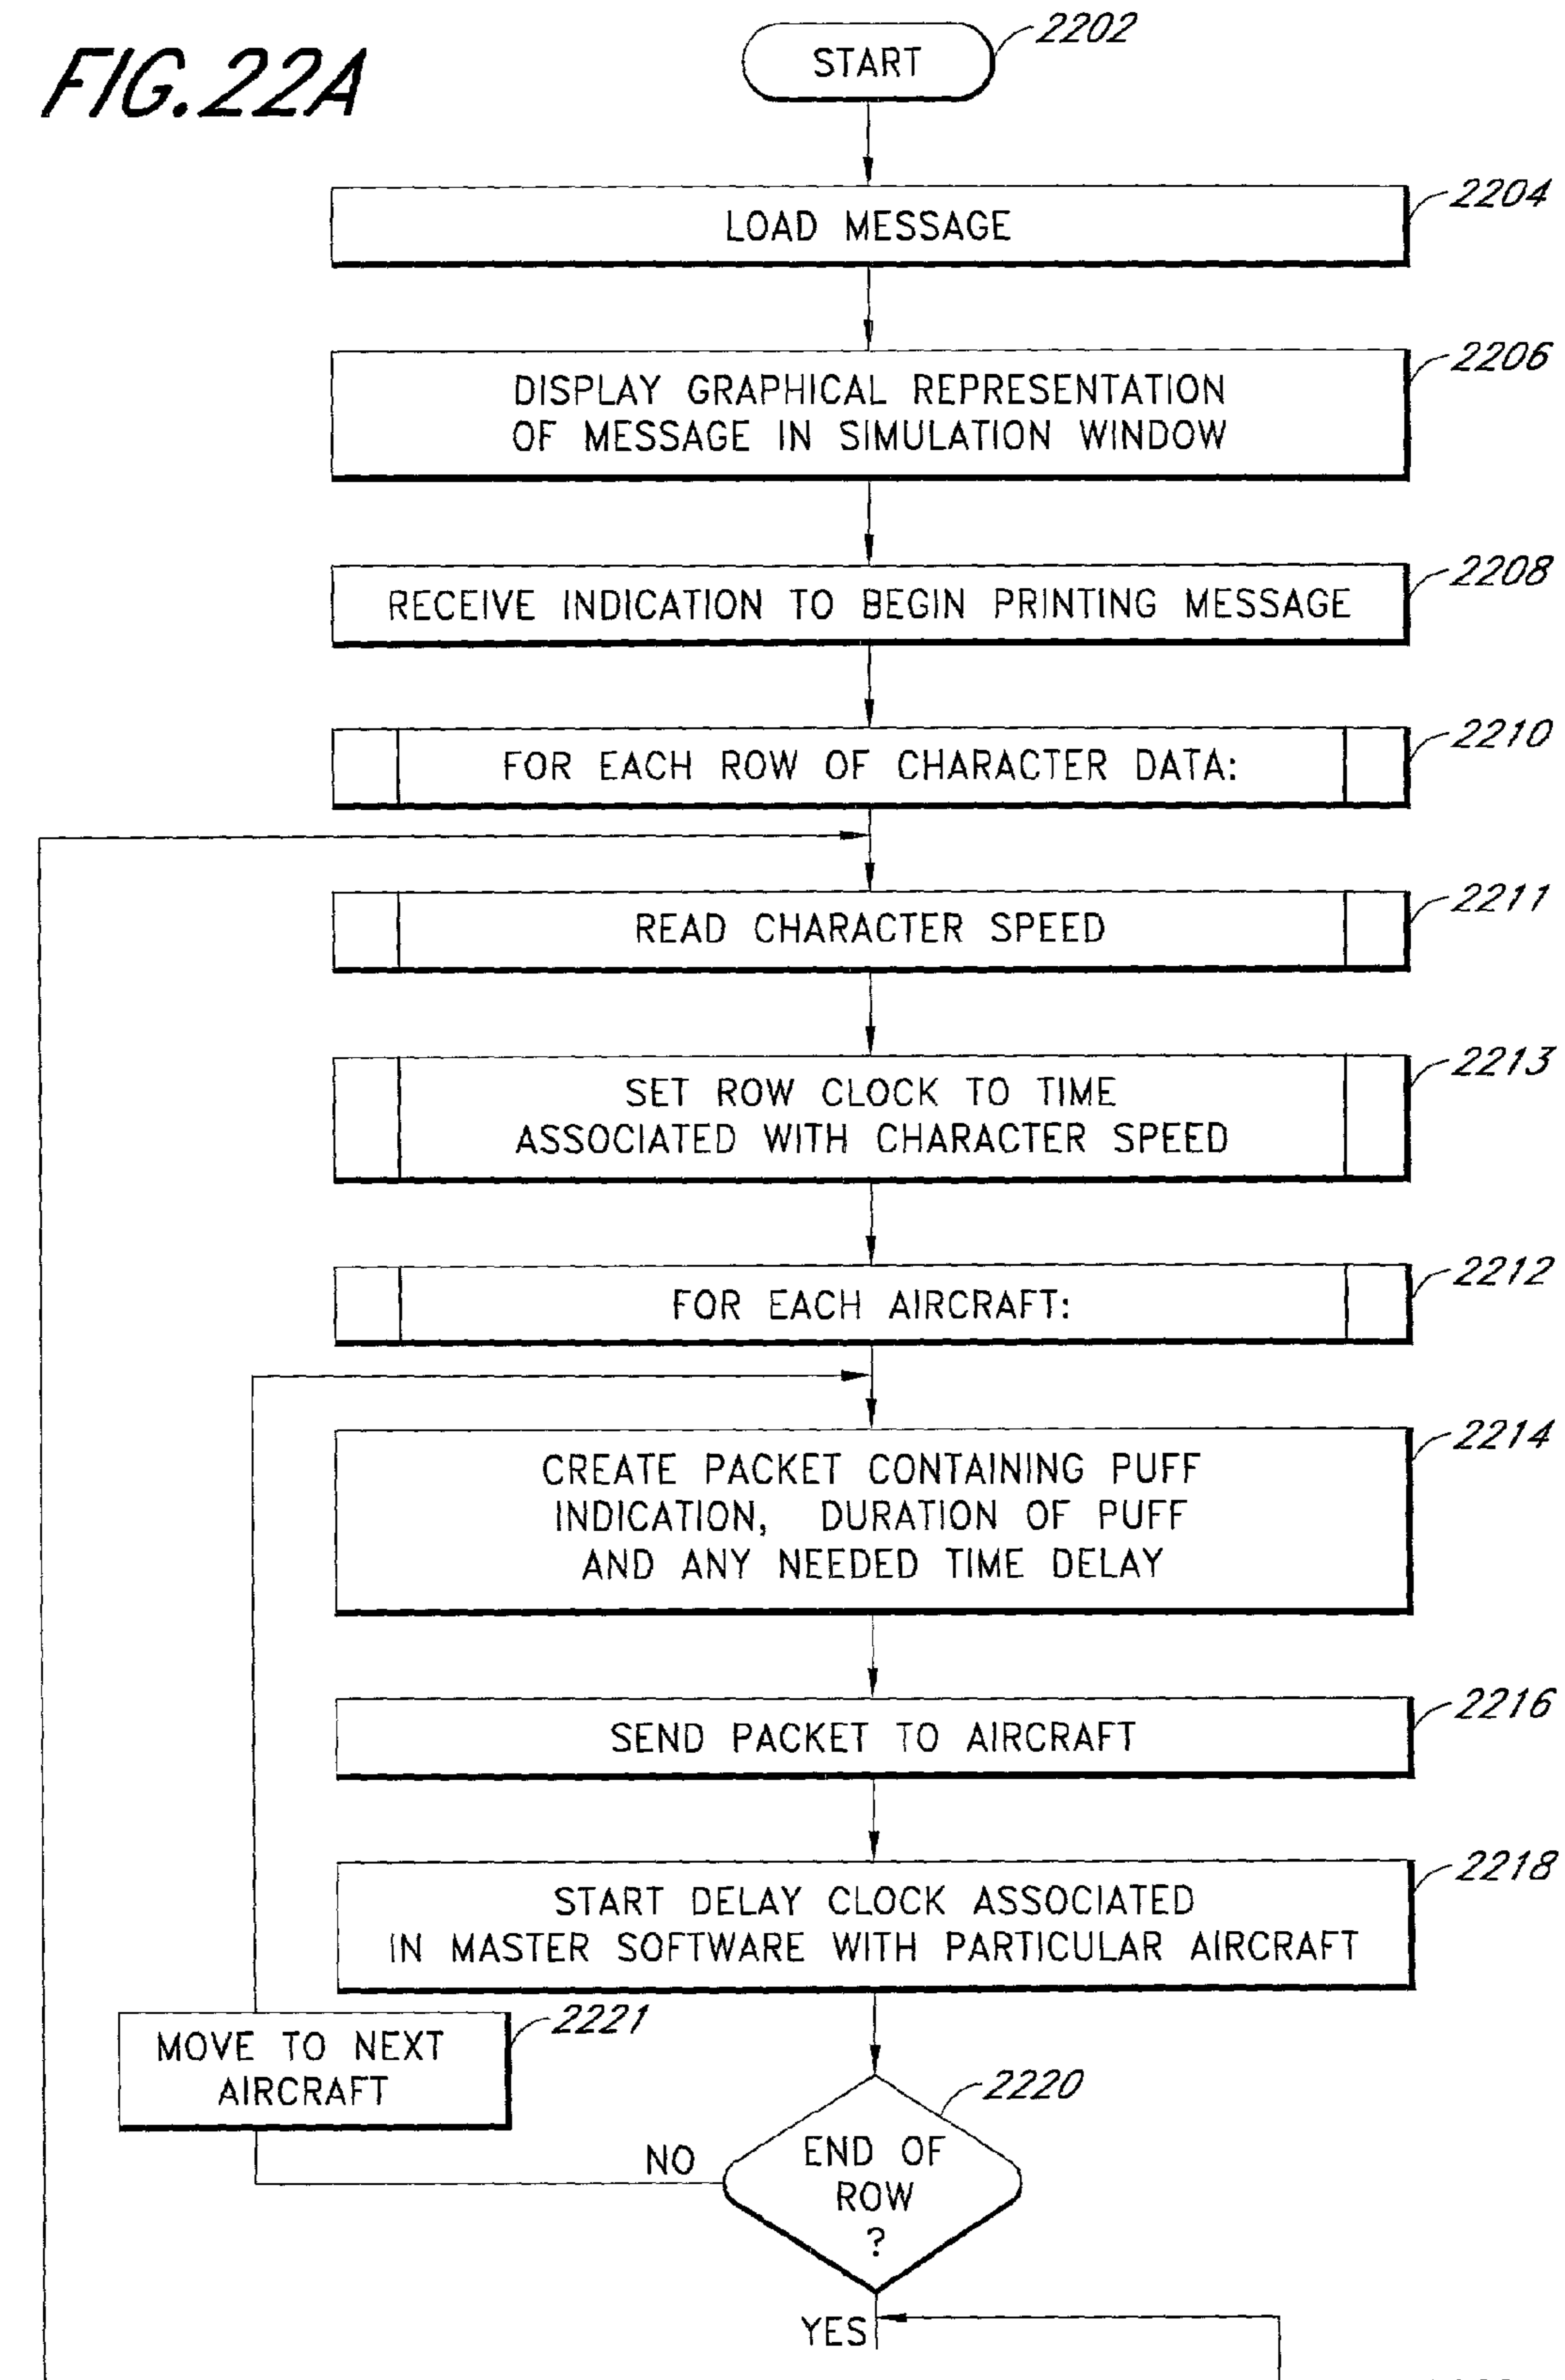 FIG.22A
START
2202
LOAD MESSAGE
2204
DISPLAY GRAPHICAL REPRESENTATION
OF MESSAGE IN SIMULATION WINDOW
2206
RECEIVE INDICATION TO BEGIN PRINTING MESSAGE
2208
FOR EACH ROW OF CHARACTER DATA:
2210
READ CHARACTER SPEED
2211
SET ROW CLOCK TO TIME
ASSOCIATED WITH CHARACTER SPEED
2213
FOR EACH AIRCRAFT:
2212
CREATE PACKET CONTAINING PUFF
INDICATION, DURATION OF PUFF
AND ANY NEEDED TIME DELAY
2214
SEND PACKET TO AIRCRAFT
2216
START DELAY CLOCK ASSOCIATED
IN MASTER SOFTWARE WITH PARTICULAR AIRCRAFT
2218
MOVE TO NEXT
AIRCRAFT
2221
END OF
ROW
?
2220
NO
YES